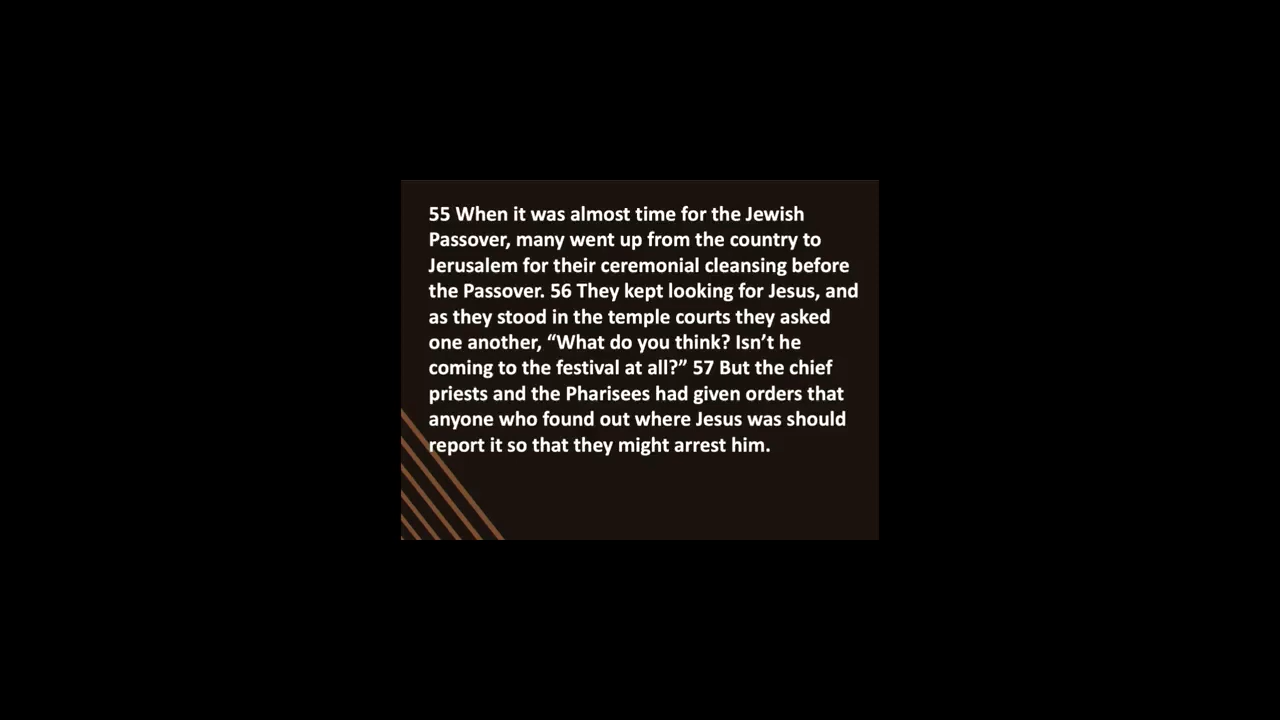 55 When it was almost time for the Jewish
Passover, many went up from the country to
Jerusalem for their ceremonial cleansing before
the Passover. 56 They kept looking for Jesus, and
as they stood in the temple courts they asked
one another, “What do you think? Isn’t he
coming to the festival at all?” 57 But the chief
priests and the Pharisees had given orders that
anyone who found out where Jesus was should
report it so that they might arrest him.